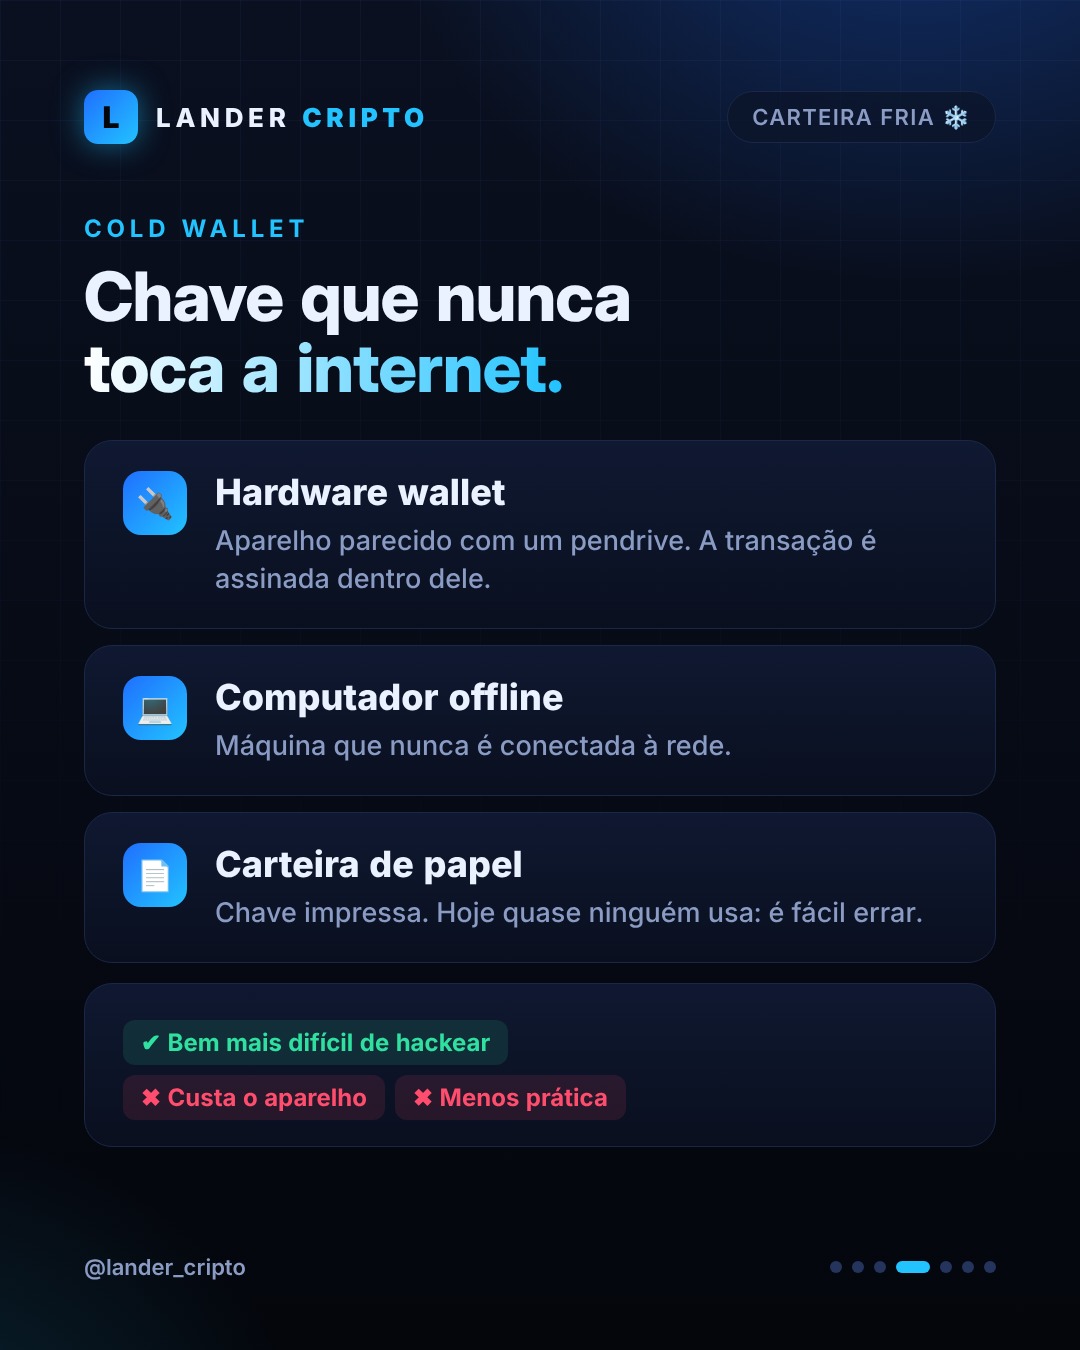 L LANDER CRIPTO
CARTEIRA FRIA ❄️
COLD WALLET
Chave que nunca
toca a internet.
Hardware wallet
Aparelho parecido com um pendrive. A transação é
assinada dentro dele.
Computador offline
Máquina que nunca é conectada à rede.
Carteira de papel
Chave impressa. Hoje quase ninguém usa: é fácil errar.
✔ Bem mais difícil de hackear
✖ Custa o aparelho ✖ Menos prática
@lander_cripto